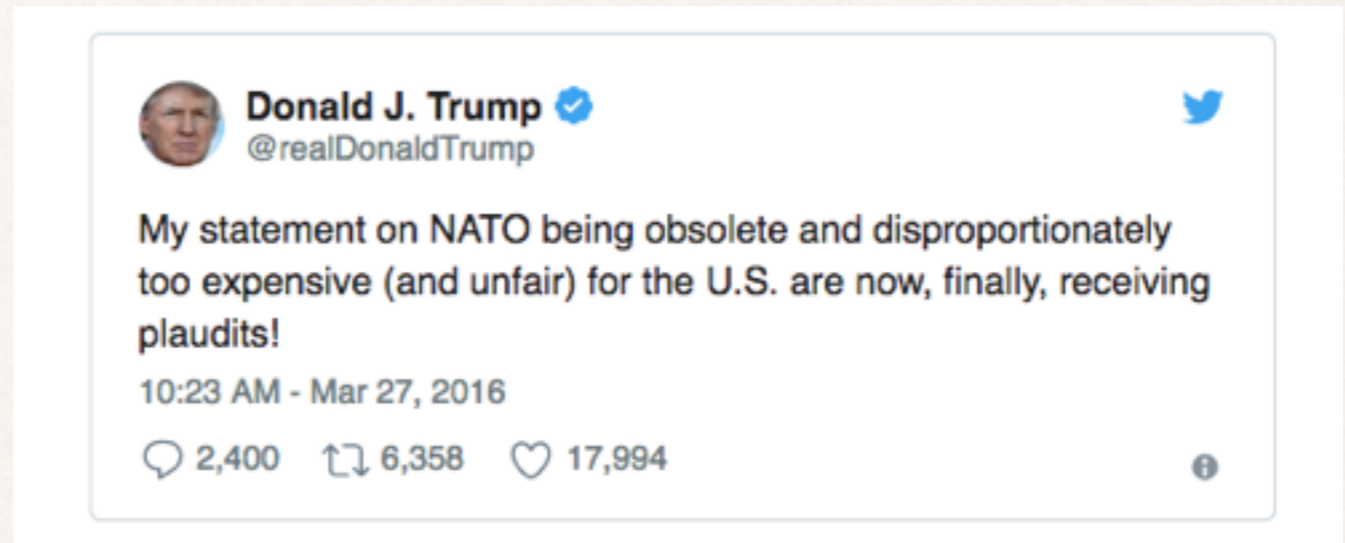 Donald J. Trump
@realDonaldTrump
My statement on NATO being obsolete and disproportionately
too expensive (and unfair) for the U.S. are now, finally, receiving
plaudits!
10:23 AM - Mar 27, 2016
2,400 6,358 17,994